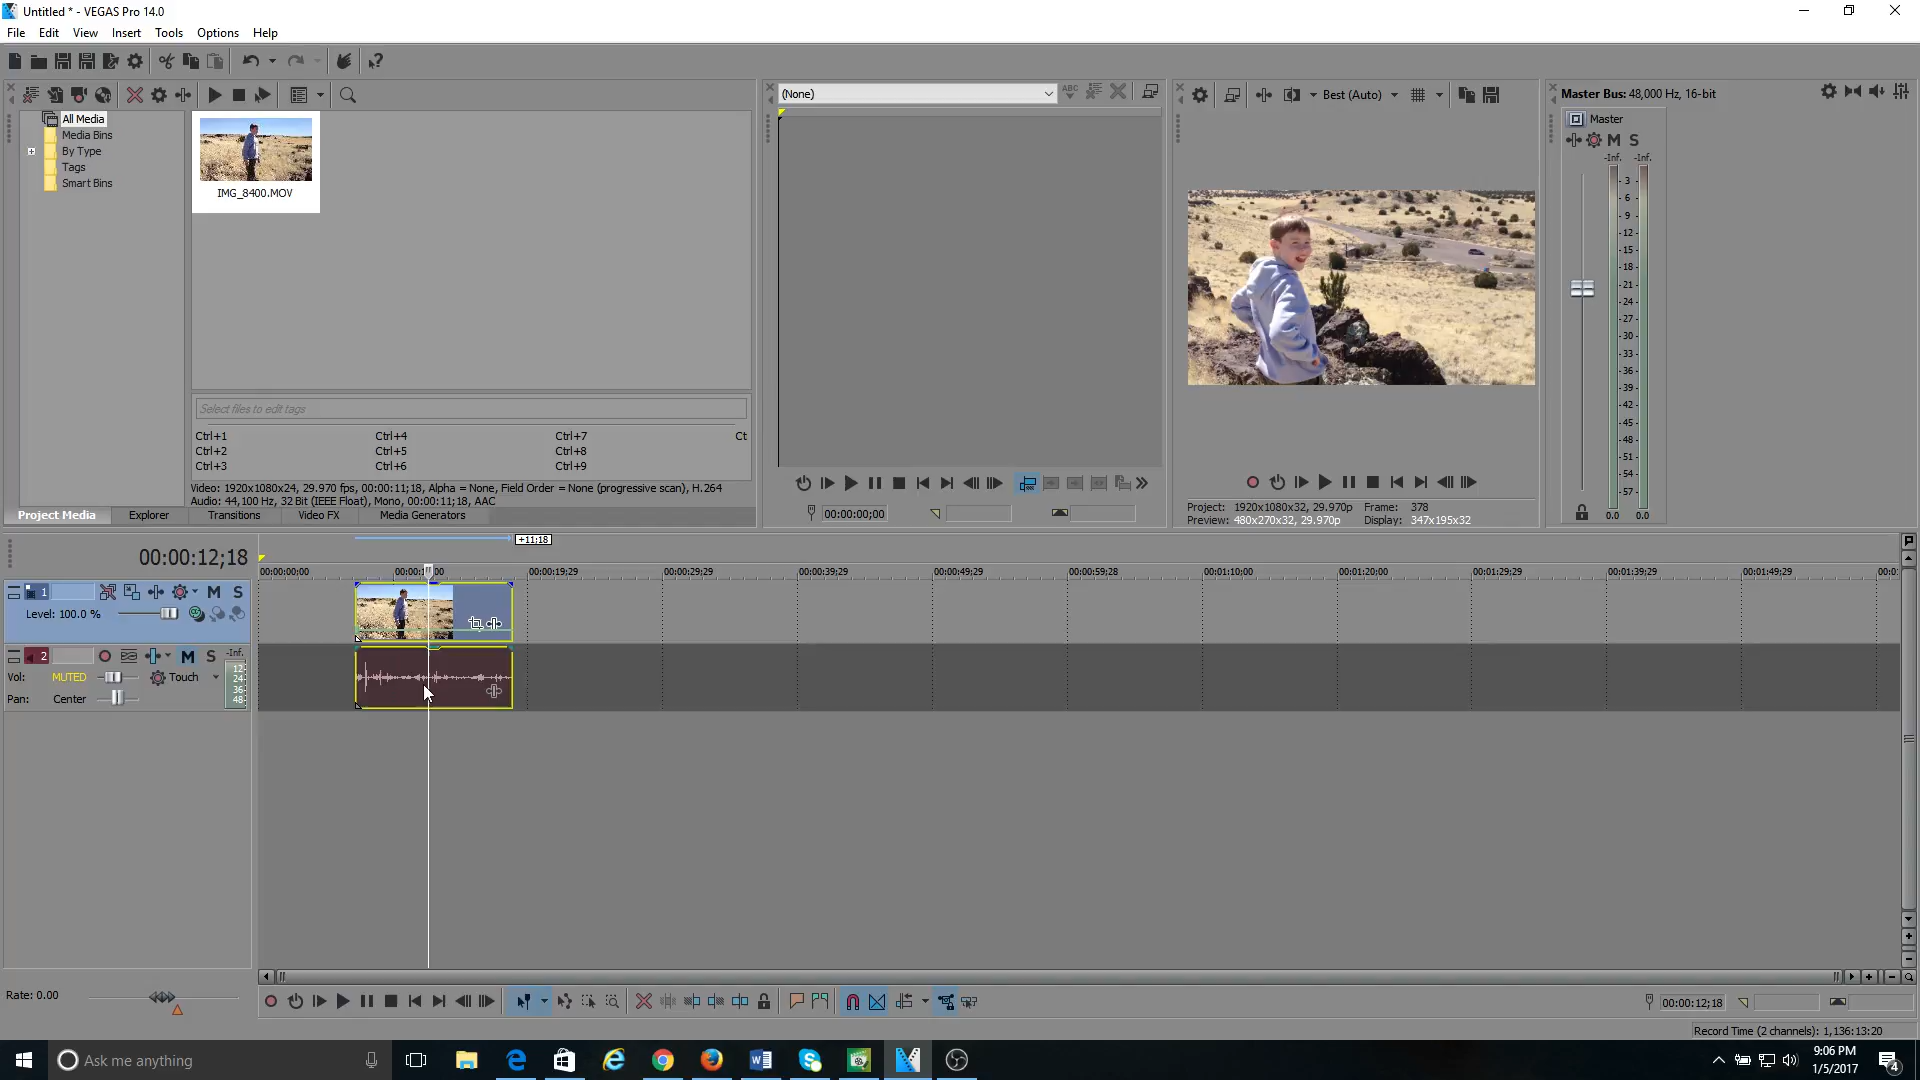 Untitled * - VEGAS Pro 14.0
File Edit View Insert Tools Options Help
All Media
Media Bins
By Type
Tags
Smart Bins
IMG_8400.MOV
Select files to edit tags
Ctrl+1 Ctrl+4 Ctrl+7 Ct
Ctrl+2 Ctrl+5 Ctrl+8
Ctrl+3 Ctrl+6 Ctrl+9
Video: 1920x1080x24, 29.970 fps, 00:00:11;18, Alpha = None, Field Order = None (progressive scan), H.264
Audio: 44,100 Hz, 32 Bit (IEEE Float), Mono, 00:00:11;18, AAC
Project Media Explorer Transitions Video FX Media Generators
(None)
ABC
00:00:00;00
Best (Auto)
Project: 1920x1080x32, 29.970p Frame: 378
Preview: 480x270x32, 29.970p Display: 347x195x32
Master Bus: 48,000 Hz, 16-bit
Master
M S
-Inf. -Inf.
- 3 -
- 6 -
- 9 -
-12-
-15-
-18-
-21-
-24-
-27-
-30-
-33-
-36-
-39-
-42-
-45-
-48-
-51-
-54-
-57-
0.0 0.0
00:00:12;18
+11;18
00:00:00;00 00:00:1 00 00:00:19;29 00:00:29;29 00:00:39;29 00:00:49;29 00:00:59;28 00:01:10;00 00:01:20;00 00:01:29;29 00:01:39;29 00:01:49;29 00:0
1 M S
Level: 100.0 %
2 M S -Inf.
Vol: MUTED Touch
Pan: Center
12-
24-
36-
48-
Rate: 0.00
00:00:12;18
Record Time (2 channels): 1,136:13:20
Ask me anything
9:06 PM
1/5/2017
4